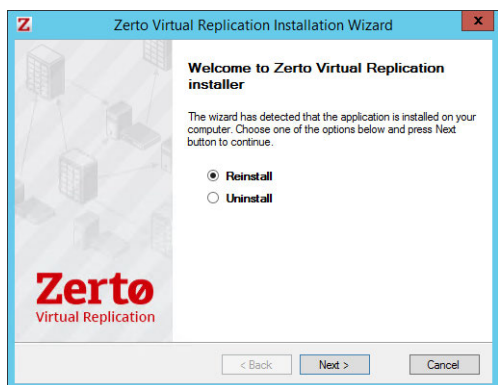 Z Zerto Virtual Replication Installation Wizard x
Welcome to Zerto Virtual Replication
installer
The wizard has detected that the application is installed on your
computer. Choose one of the options below and press Next
button to continue.
Reinstall
Uninstall
Zertø
Virtual Replication
< Back Next > Cancel